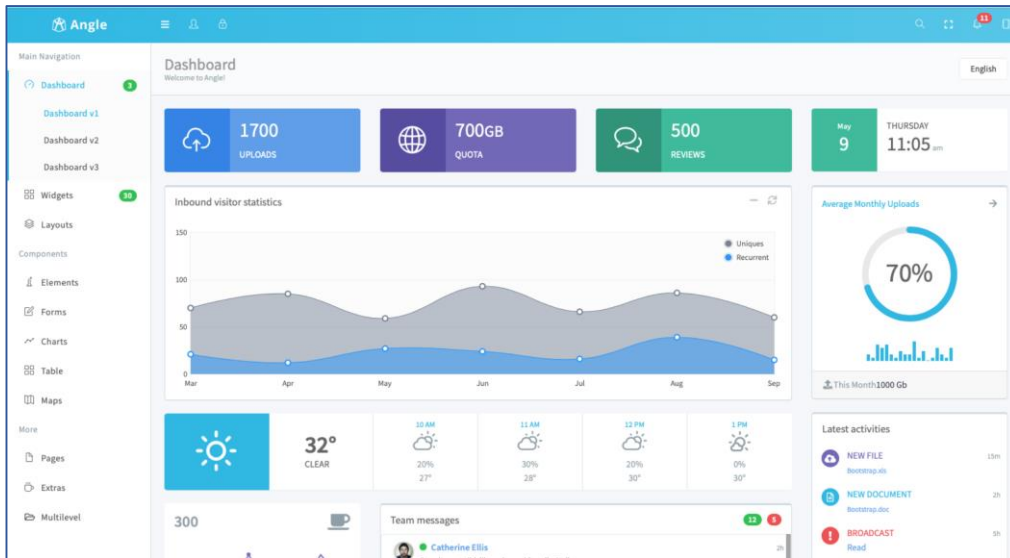 Angle
11
Main Navigation
Dashboard
3
Dashboard v1
Dashboard v2
Dashboard v3
Widgets
30
Layouts
Components
Elements
Forms
Charts
Table
Maps
More
Pages
Extras
Multilevel
Dashboard
Welcome to Angle!
English
1700
UPLOADS
700GB
QUOTA
500
REVIEWS
May
9
THURSDAY
11:05 am
Inbound visitor statistics
Uniques
Recurrent
150
100
50
0
Mar Apr May Jun Jul Aug Sep
Average Monthly Uploads
70%
This Month1000 Gb
32°
CLEAR
10 AM
20%
27°
11 AM
30%
28°
12 PM
20%
30°
1 PM
0%
30°
Latest activities
NEW FILE
15m
Bootstrap.xls
NEW DOCUMENT
2h
Bootstrap.doc
BROADCAST
5h
Read
300
Team messages
12 5
Catherine Ellis
2h